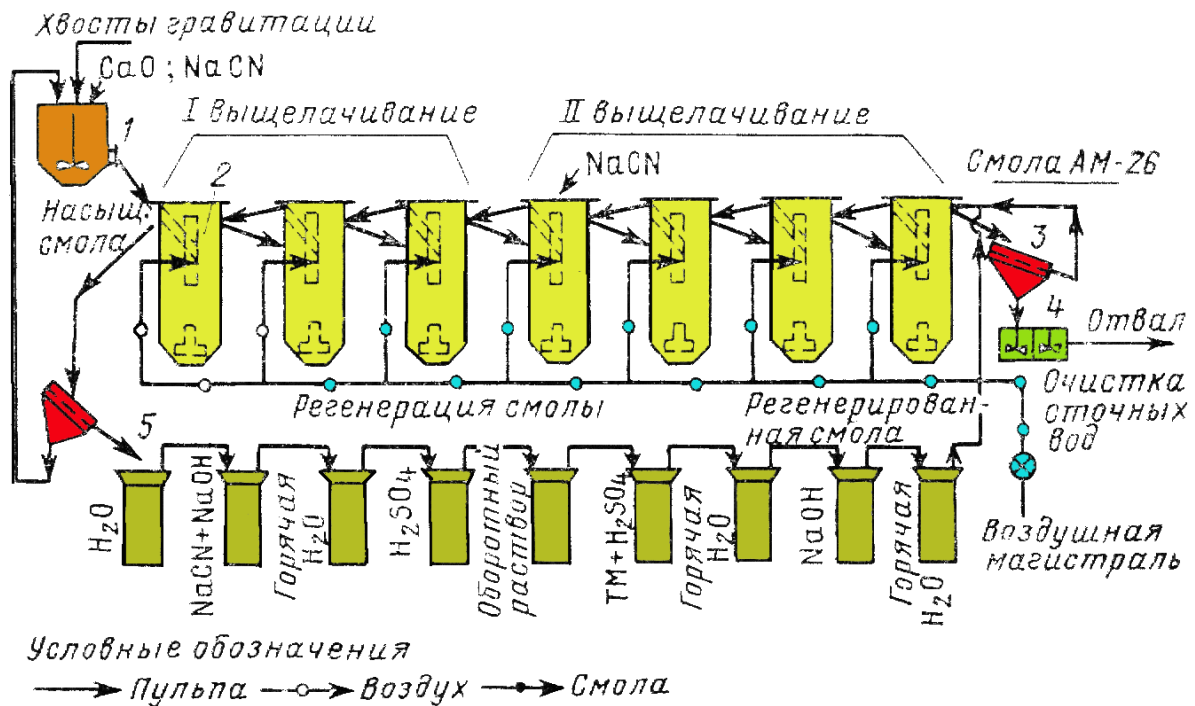 Хвосты гравитации
CaO ; NaCN
1
I выщелачивание
II выщелачивание
NaCN
Смола АМ-26
2
Насыщ.
смола
3
4
Отвал
Очистка
сточных
вод
Регенерация смолы
Регенерирован-
ная смола
5
H₂O
NaCN+NaOH
Горячая
H₂O
H₂SO₄
Оборотный
раствор
TM+H₂SO₄
Горячая
H₂O
NaOH
Горячая
H₂O
Воздушная
магистраль
Условные обозначения
Пульпа
Воздух
Смола